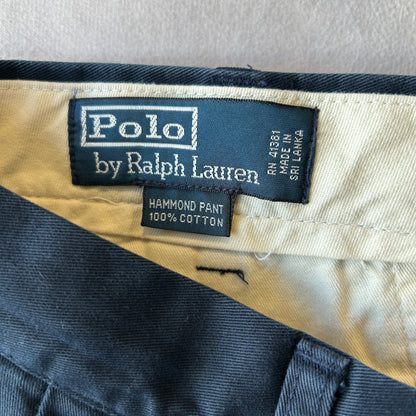 Polo
by Ralph Lauren
RN 41381
MADE IN
SRI LANKA
HAMMOND PANT
100% COTTON